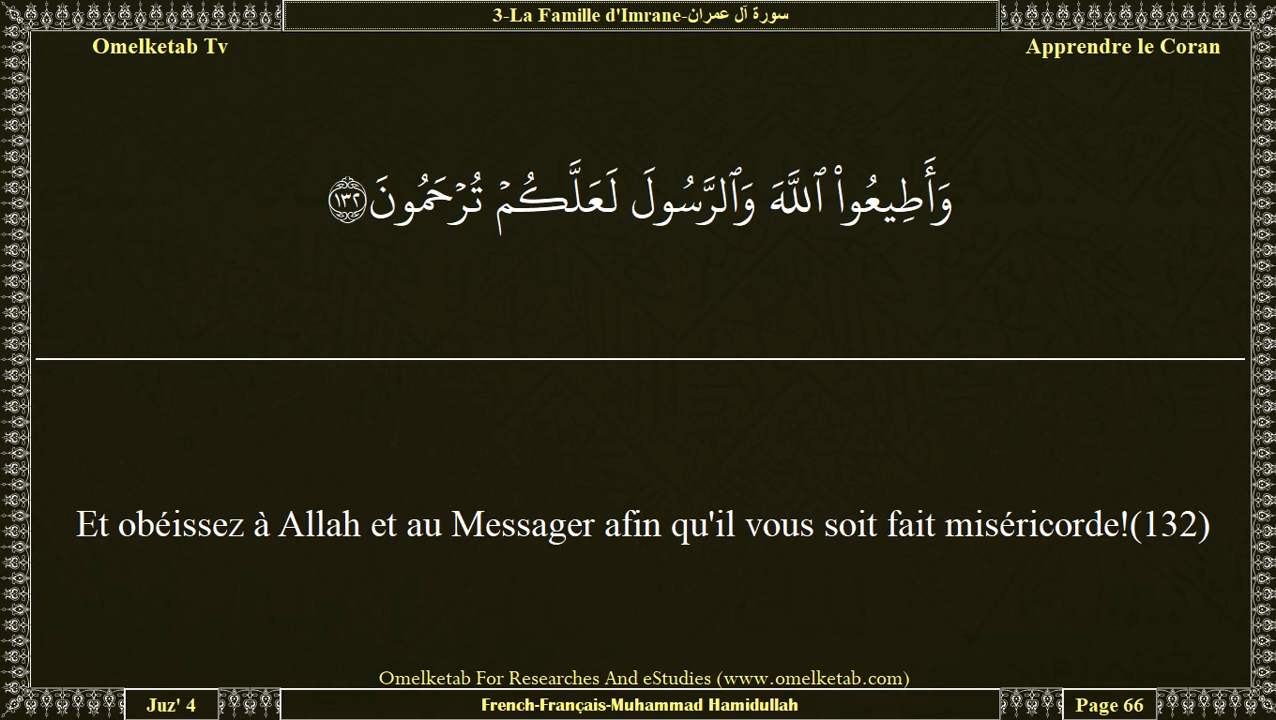 3-La Famille d'Imrane-سورة آل عمران
Omelketab Tv
Apprendre le Coran
وَأَطِيعُوا۟ ٱللَّهَ وَٱلرَّسُولَ لَعَلَّكُمْ تُرْحَمُونَ ١٣٢
Et obéissez à Allah et au Messager afin qu'il vous soit fait miséricorde!(132)
Omelketab For Researches And eStudies (www.omelketab.com)
Juz' 4
French-Français-Muhammad Hamidullah
Page 66